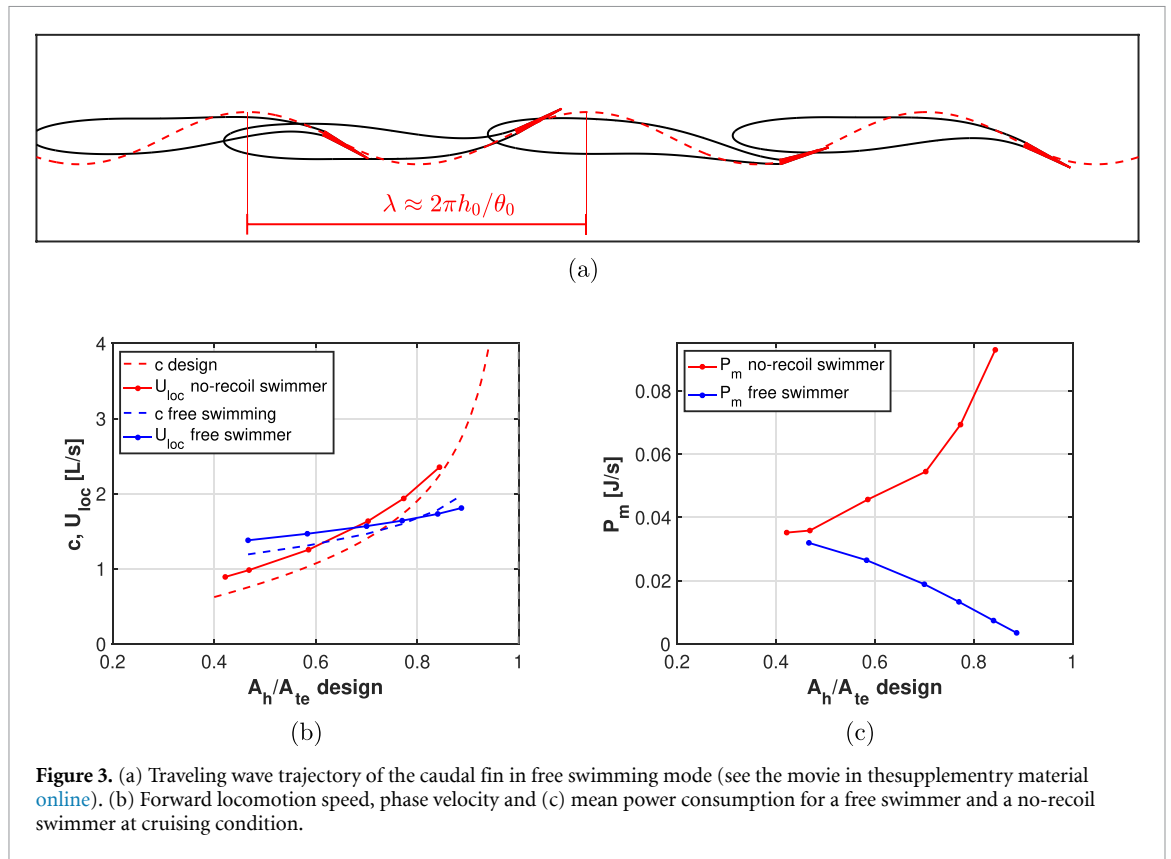 λ ≈ 2πh₀/θ₀
(a)
c design
U_loc no-recoil swimmer
c free swimming
U_loc free swimmer
c, U_loc [L/s]
4
3
2
1
0
0.2 0.4 0.6 0.8 1
A_h/A_te design
(b)
P_m no-recoil swimmer
P_m free swimmer
P_m [J/s]
0.08
0.06
0.04
0.02
0
0.2 0.4 0.6 0.8 1
A_h/A_te design
(c)
Figure 3. (a) Traveling wave trajectory of the caudal fin in free swimming mode (see the movie in thesupplementry material
online). (b) Forward locomotion speed, phase velocity and (c) mean power consumption for a free swimmer and a no-recoil
swimmer at cruising condition.